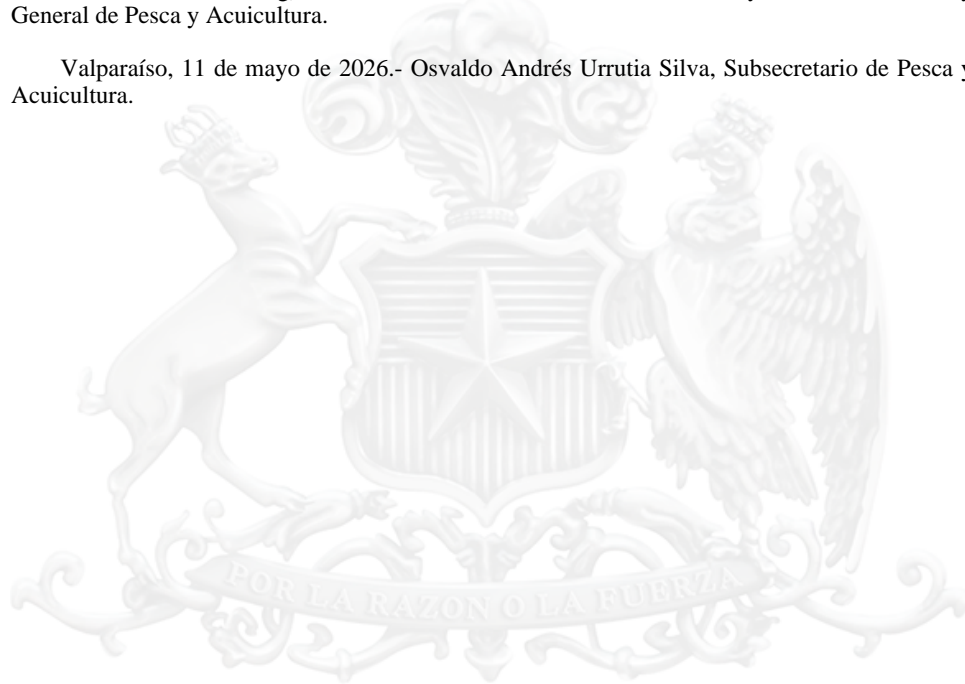 General de Pesca y Acuicultura.
Valparaíso, 11 de mayo de 2026.- Osvaldo Andrés Urrutia Silva, Subsecretario de Pesca y
Acuicultura.
POR LA RAZON O LA FUERZA